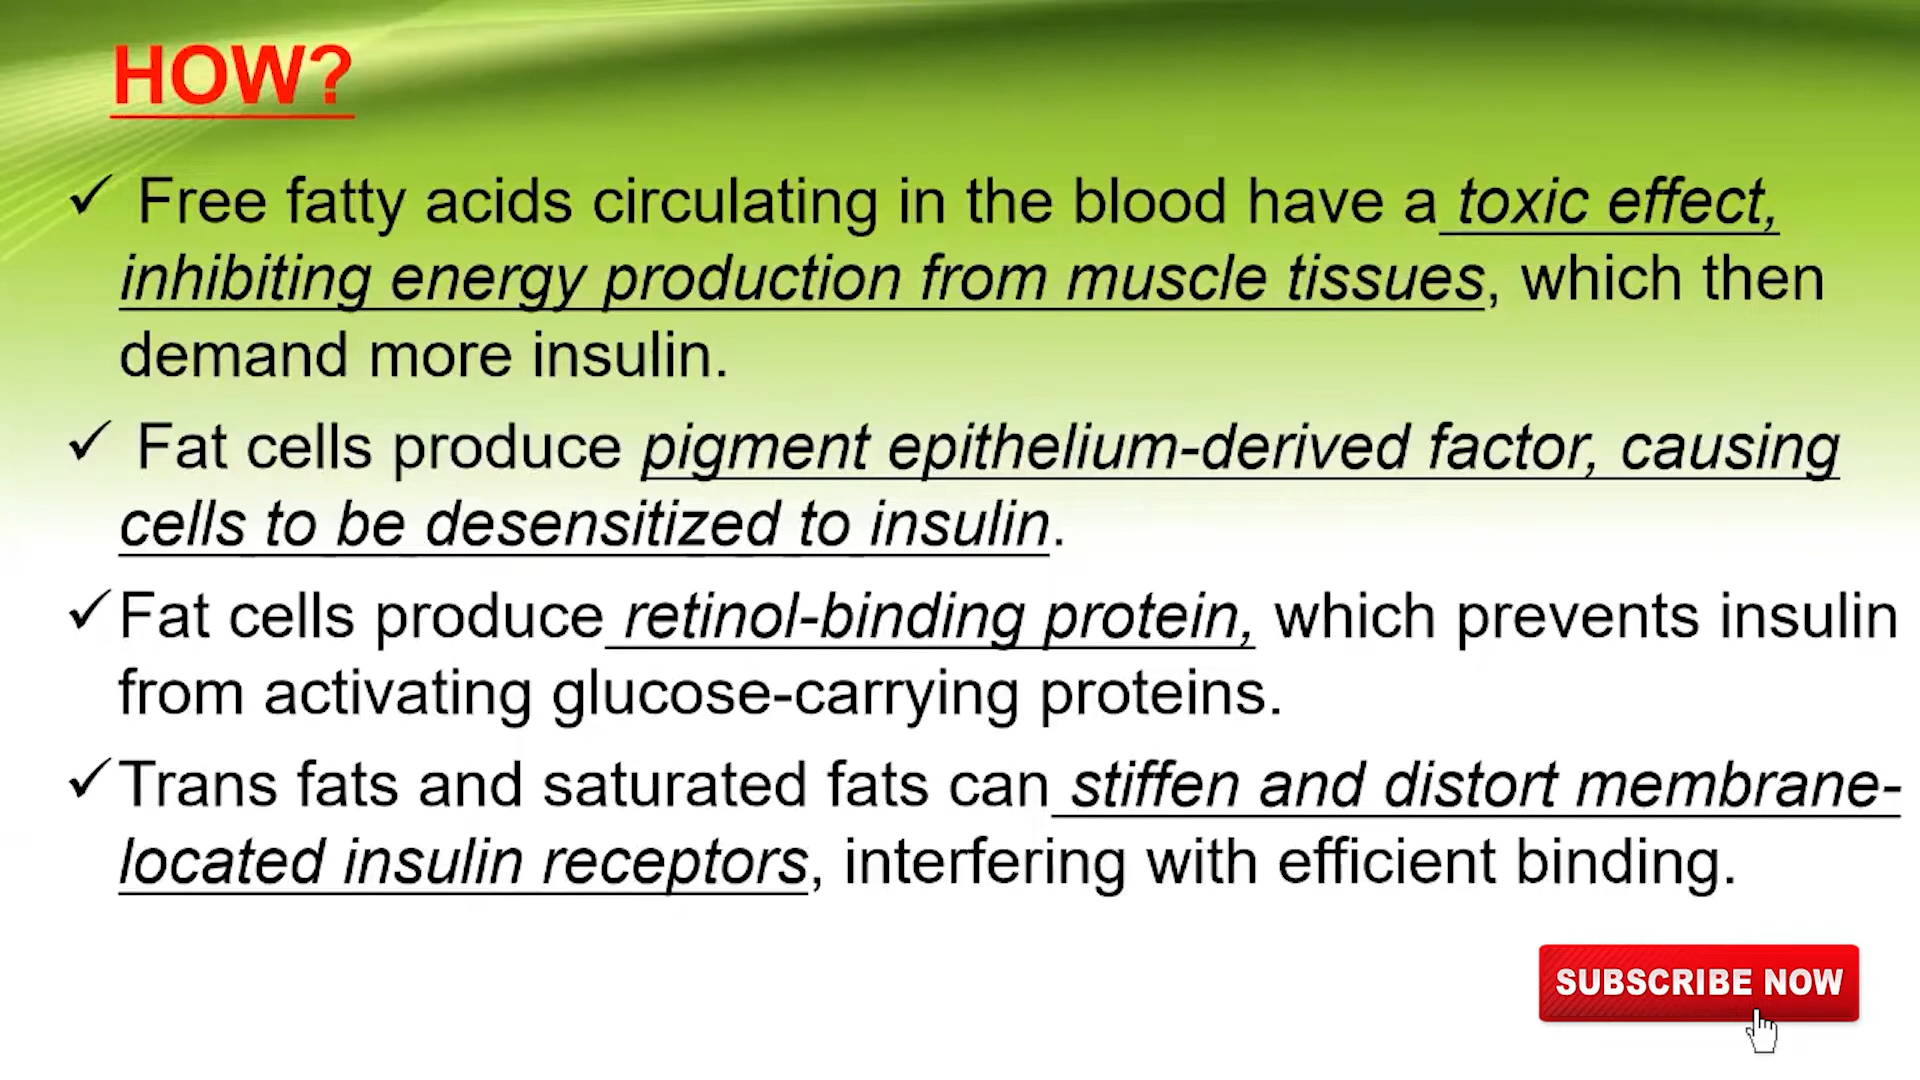 HOW?
✓ Free fatty acids circulating in the blood have a toxic effect,
inhibiting energy production from muscle tissues, which then
demand more insulin.
✓ Fat cells produce pigment epithelium-derived factor, causing
cells to be desensitized to insulin.
✓Fat cells produce retinol-binding protein, which prevents insulin
from activating glucose-carrying proteins.
✓Trans fats and saturated fats can stiffen and distort membrane-
located insulin receptors, interfering with efficient binding.
SUBSCRIBE NOW